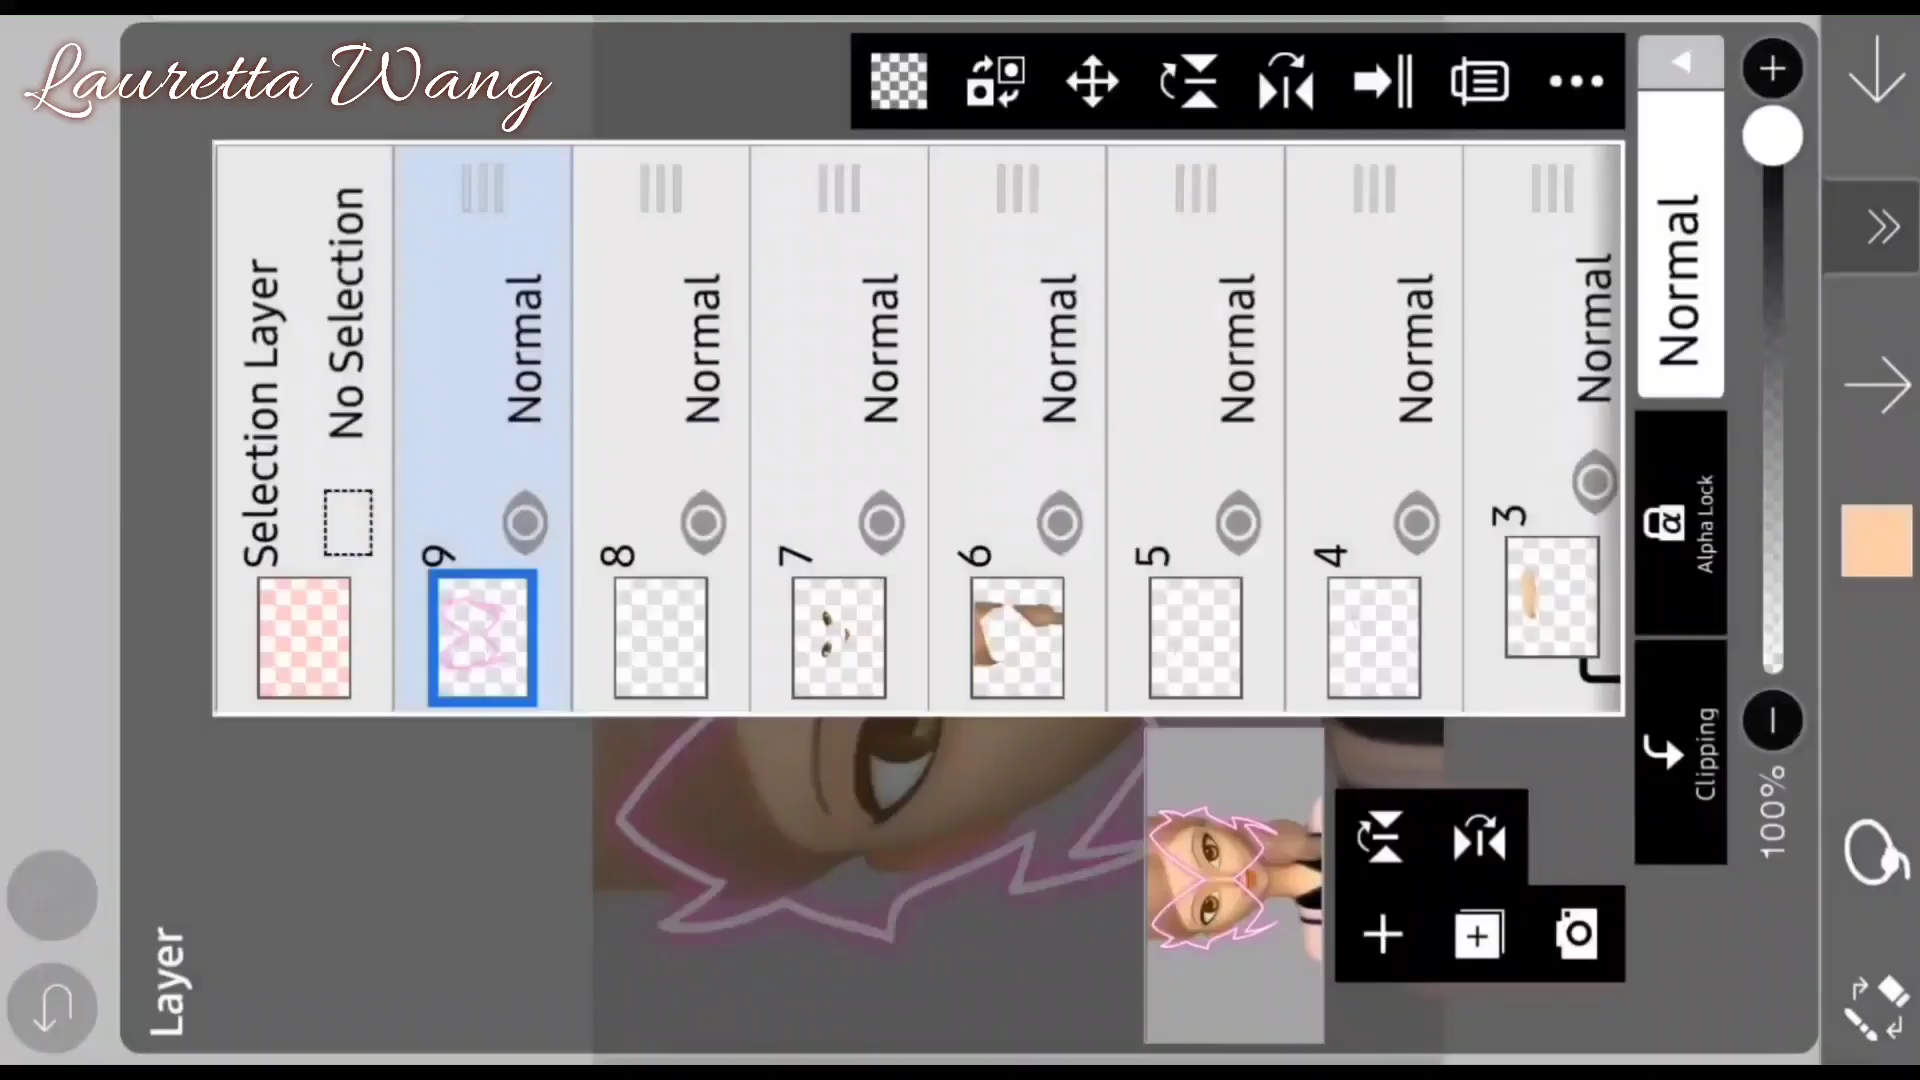 Lauretta Wang
Layer
Selection Layer
No Selection
9
Normal
8
Normal
7
Normal
6
Normal
5
Normal
4
Normal
3
Normal
Normal
α
Alpha Lock
Clipping
100%